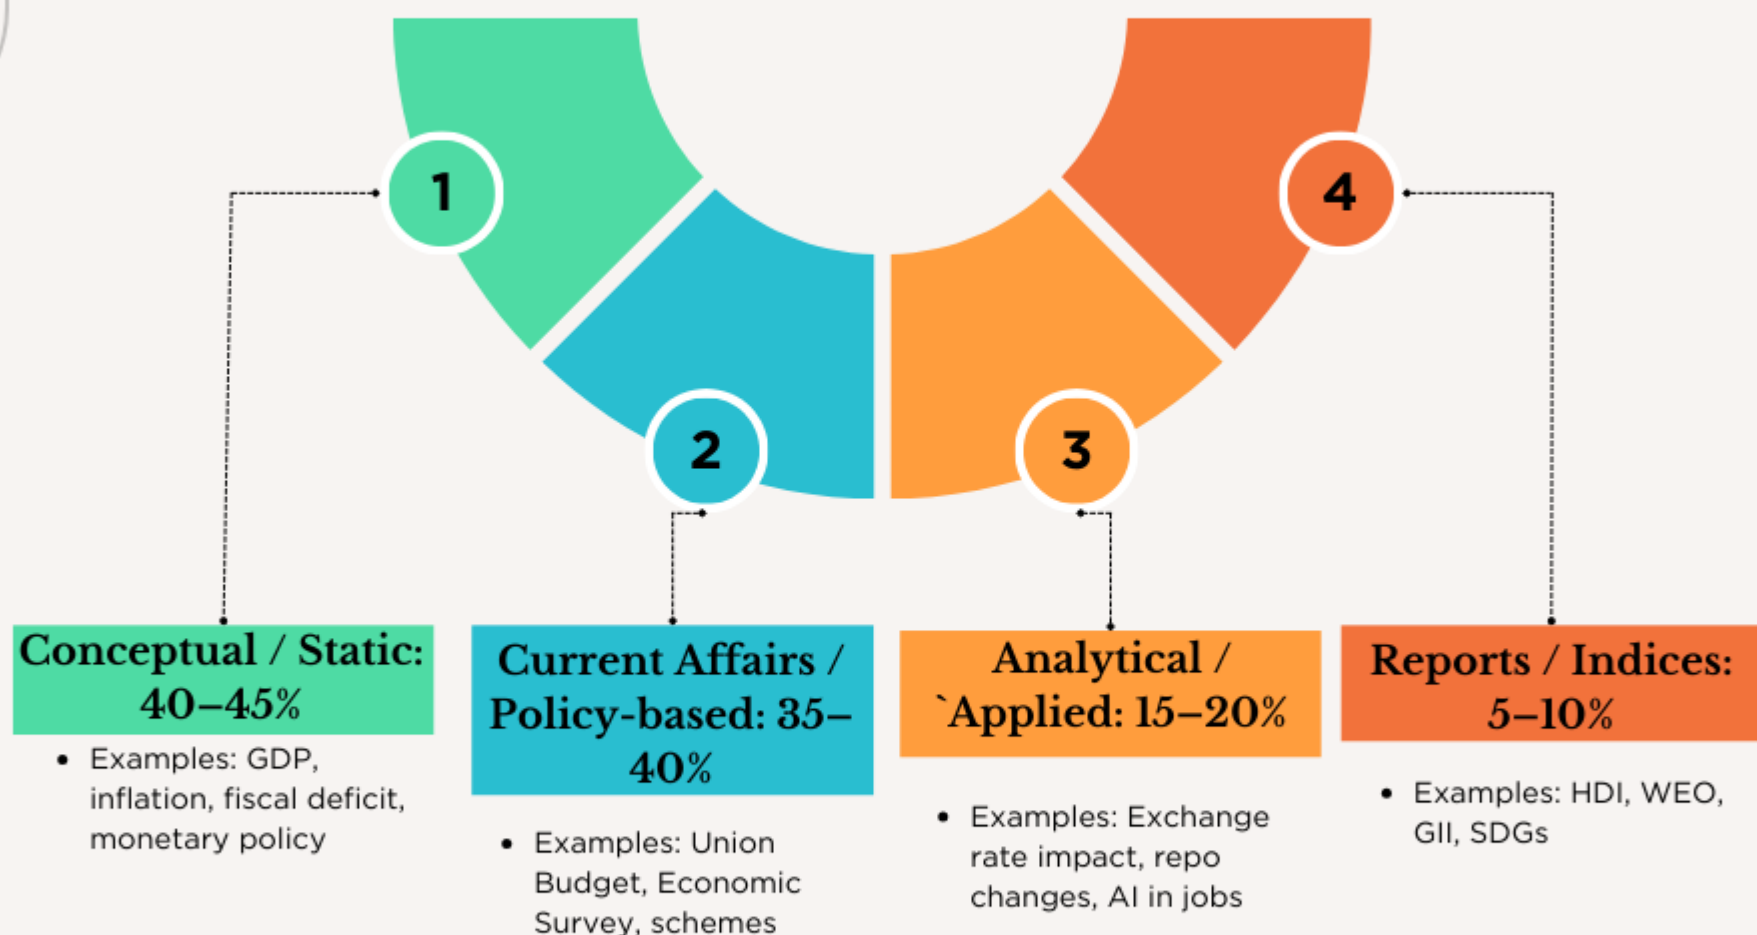 1
2
3
4
Conceptual / Static:
40–45%
• Examples: GDP,
inflation, fiscal deficit,
monetary policy
Current Affairs /
Policy-based: 35–
40%
• Examples: Union
Budget, Economic
Survey, schemes
Analytical /
`Applied: 15–20%
• Examples: Exchange
rate impact, repo
changes, AI in jobs
Reports / Indices:
5–10%
• Examples: HDI, WEO,
GII, SDGs